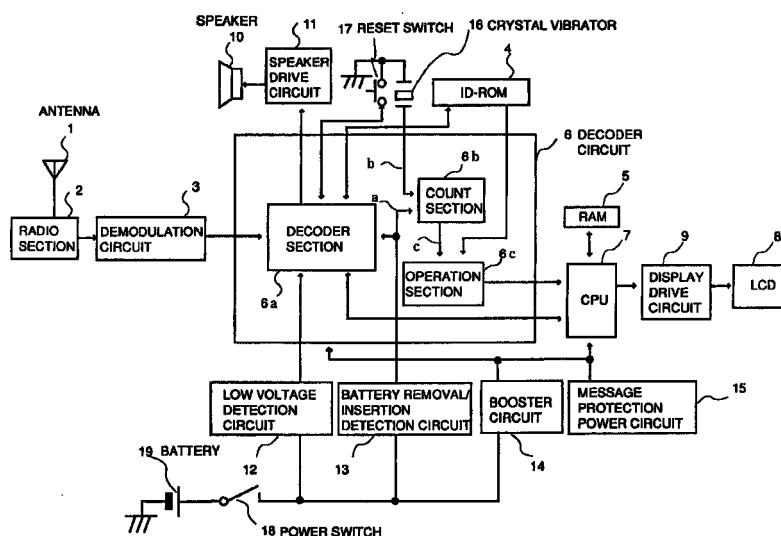 SPEAKER
10
11
SPEAKER
DRIVE
CIRCUIT
17 RESET SWITCH
16 CRYSTAL VIBRATOR
4
ID-ROM
ANTENNA
1
2
RADIO
SECTION
3
DEMODULATION
CIRCUIT
6 DECODER
CIRCUIT
b
6b
COUNT
SECTION
a
c
DECODER
SECTION
6a
6c
OPERATION
SECTION
5
RAM
7
CPU
9
DISPLAY
DRIVE
CIRCUIT
8
LCD
LOW VOLTAGE
DETECTION
CIRCUIT
12
BATTERY REMOVAL/
INSERTION
DETECTION CIRCUIT
13
BOOSTER
CIRCUIT
14
MESSAGE
PROTECTION
POWER CIRCUIT
15
19 BATTERY
18 POWER SWITCH